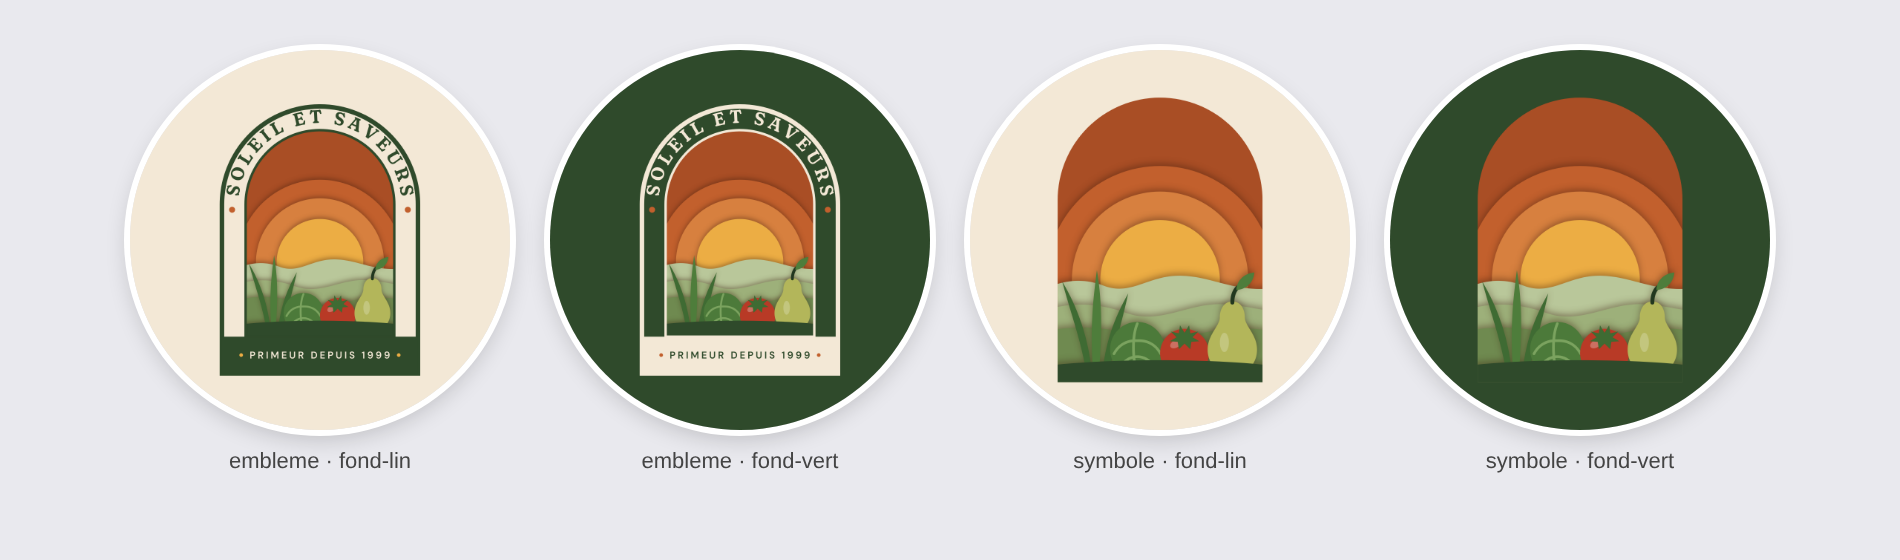 SOLEIL ET SAVEURS
• PRIMEUR DEPUIS 1999 •
SOLEIL ET SAVEURS
• PRIMEUR DEPUIS 1999 •
embleme · fond-lin
embleme · fond-vert
symbole · fond-lin
symbole · fond-vert